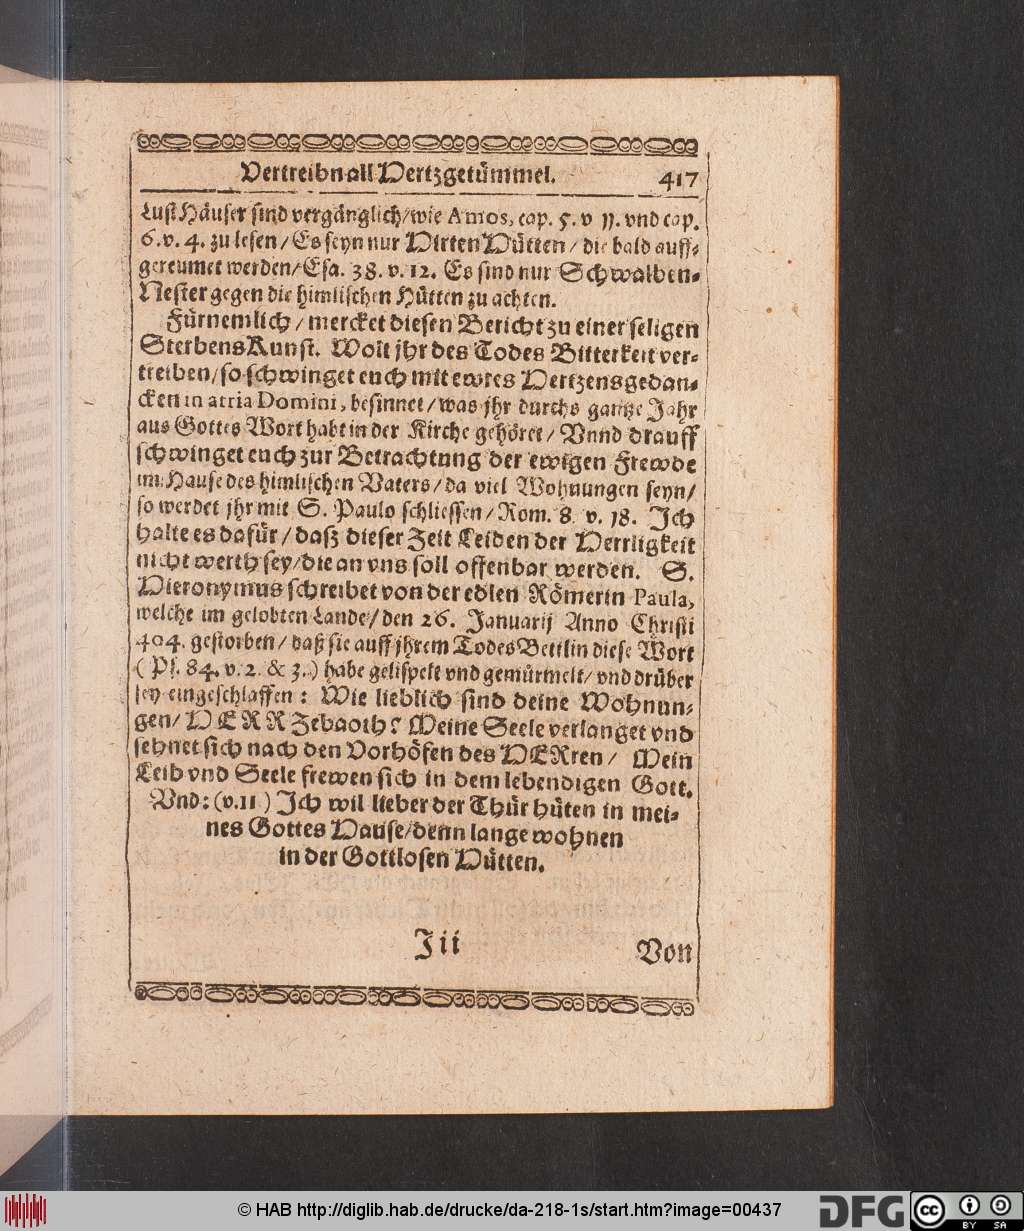 Vertreibn all Hertzgetümmel. 417
LustHäuser sind vergänglich/wie Amos, cap. 5. v 11. vnd cap.
6. v. 4. zu lesen / Es seyn nur HirtenHütten / die bald auff-
gereumet werden/ Esa. 38. v. 12. Es sind nur Schwalben-
Nester gegen die himlischen Hütten zu achten.
Fürnemlich / mercket diesen Bericht zu einer seligen
SterbensKunst. Wolt jhr des Todes Bitterkeit ver-
treiben/ so schwinget euch mit ewres Hertzensgedan-
cken in atria Domini, besinnet / was jhr durchs gantze Jahr
aus Gottes Wort habt in der Kirche gehöret / Vnnd drauff
schwinget euch zur Betrachtung der ewigen Frewde
im Hause des himlischen Vaters / da viel Wohnungen seyn/
so werdet jhr mit S. Paulo schliessen / Rom. 8 v. 18. Ich
halte es dafür / dasz dieser Zeit Leiden der Herrligkeit
nicht werth sey/die an vns soll offenbar werden. S.
Hieronymus schreibet von der edlen Römerin Paula,
welche im gelobten Lande / den 26. Januarij Anno Christi
404. gestorben / daß sie auff jhrem TodesBettlin diese Wort
( Ps. 84. v. 2 & 3.) habe gelispelt vnd gemürmelt / vnd drüber
sey eingeschlaffen : Wie lieblich sind deine Wohnun-
gen/ HERR Zebaoth? Meine Seele verlanget vnd
sehnet sich nach den Vorhöfen des HERren / Mein
Leib vnd Seele frewen sich in dem lebendigen Gott.
Vnd: (v. 11 ) Ich wil lieber der Thür hüten in mei-
nes Gottes Hause/denn lange wohnen
in der Gottlosen Hütten.
Iii Von
© HAB http://diglib.hab.de/drucke/da-218-1s/start.htm?image=00437
DFG
cc BY SA